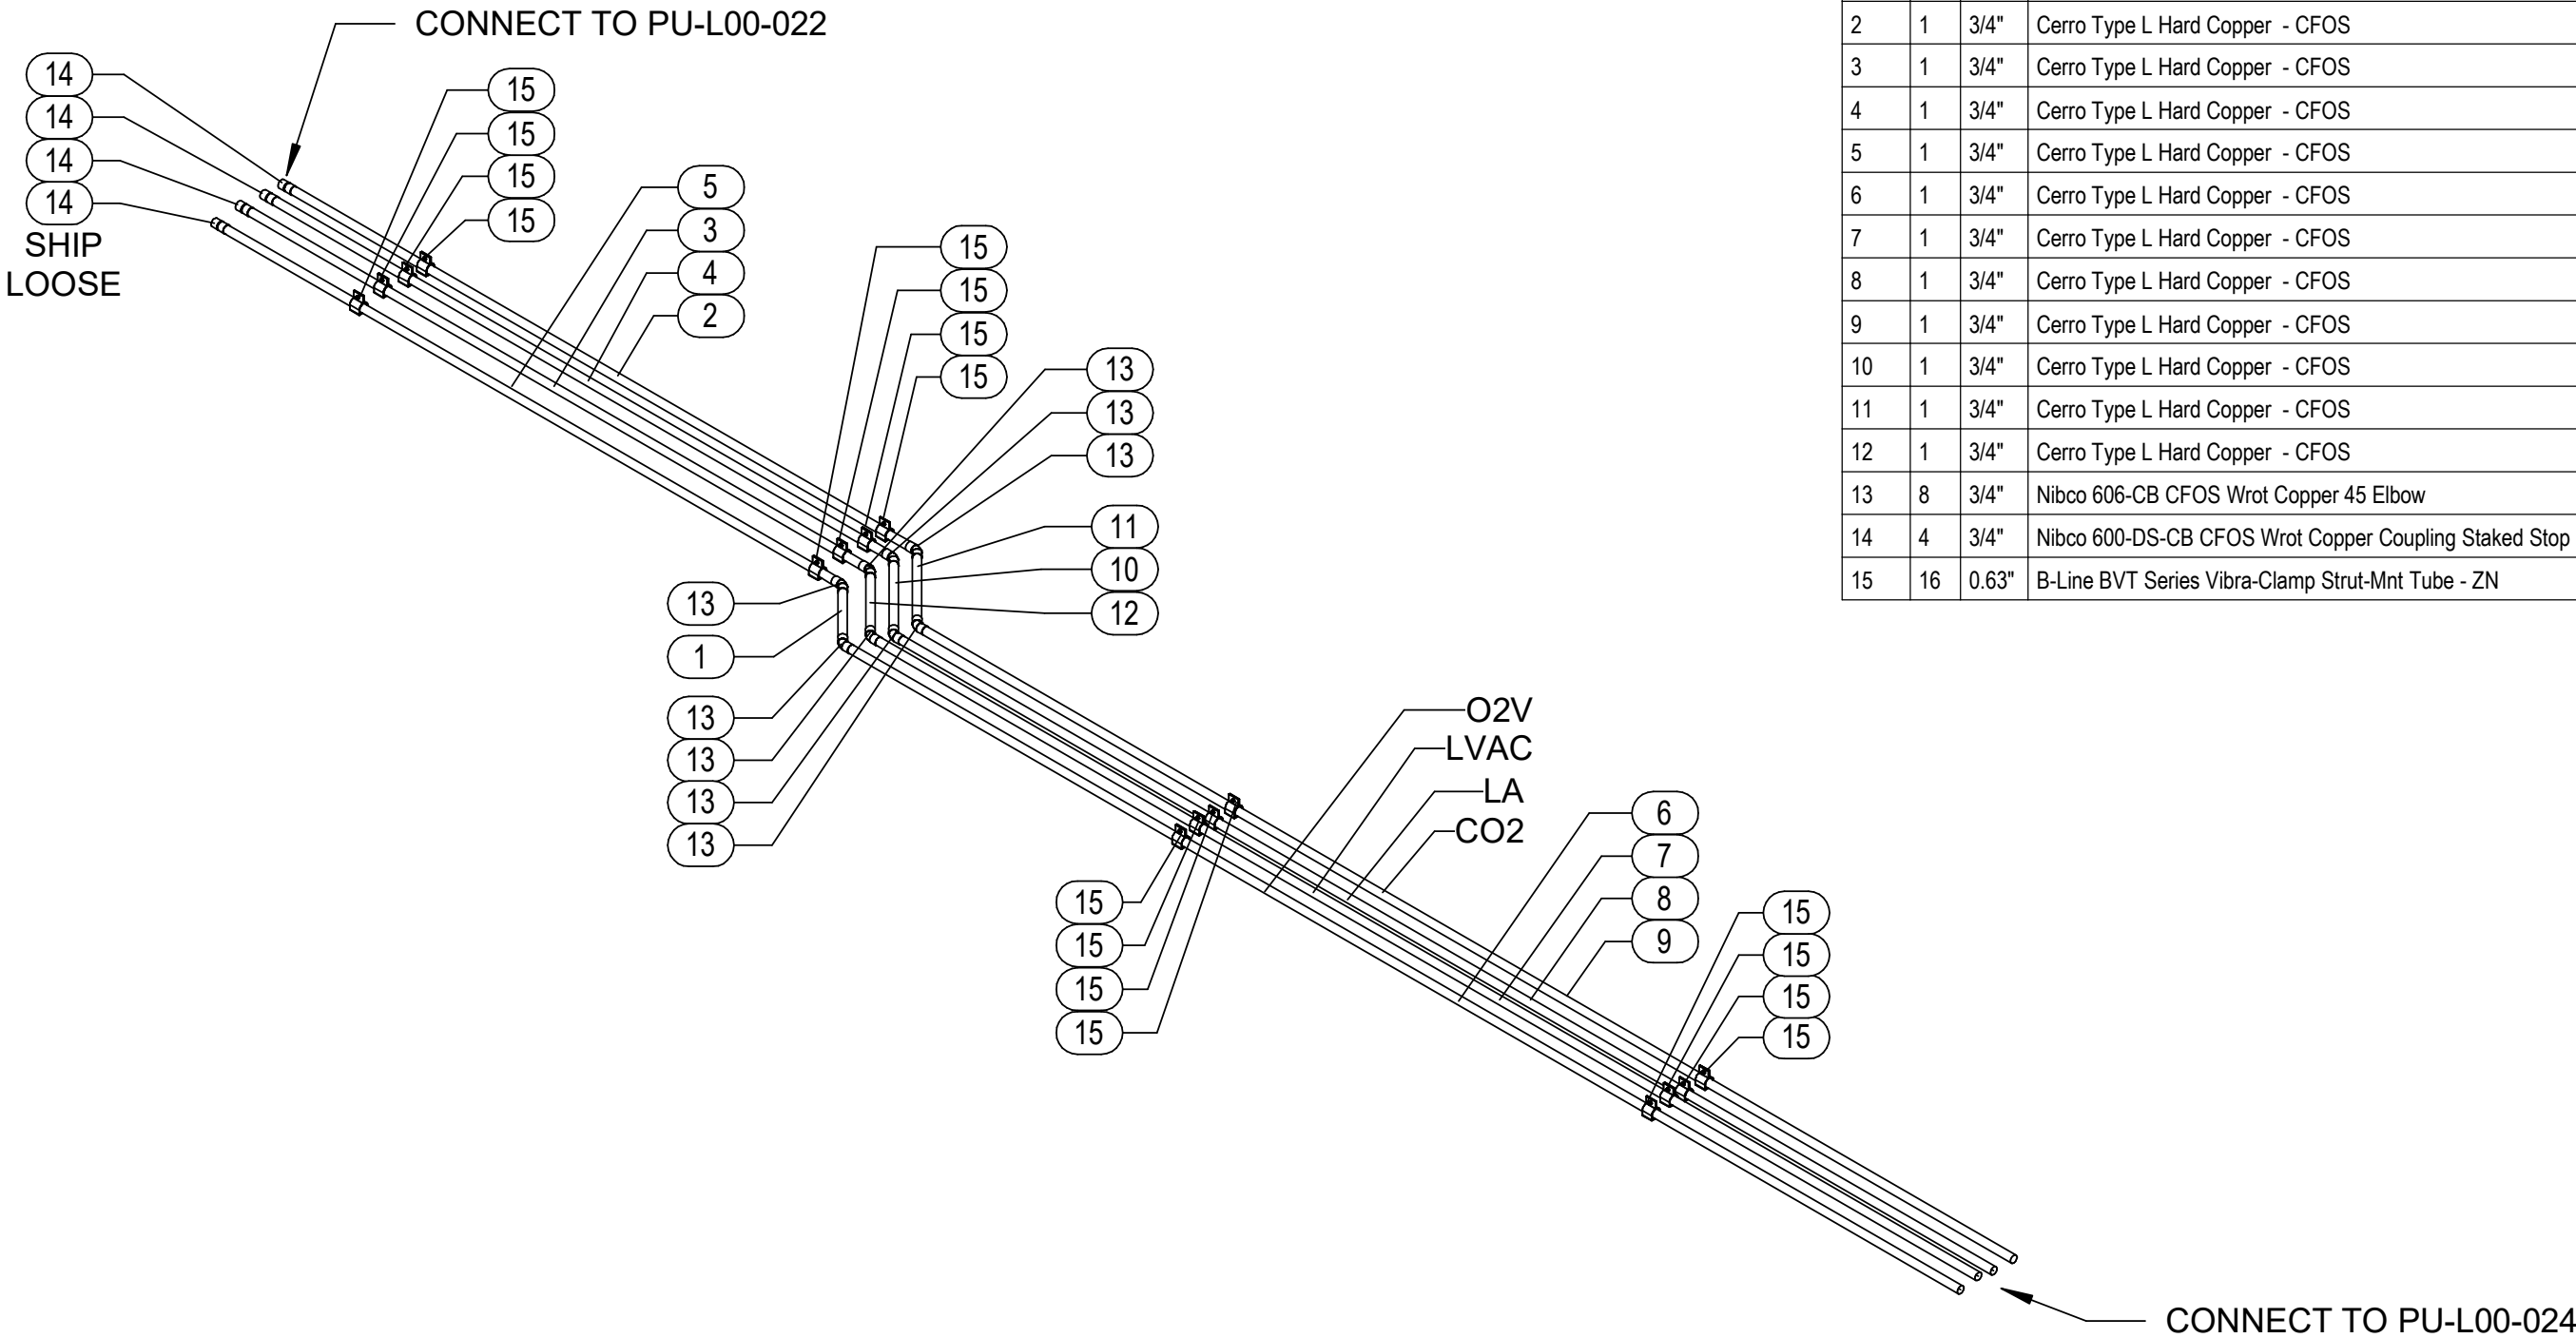 CONNECT TO PU-L00-022
14
14
14
14
SHIP
LOOSE
15
15
15
15
5
3
4
2
15
15
15
15
13
13
13
11
10
12
13
1
13
13
13
13
O2V
LVAC
LA
CO2
6
7
8
9
15
15
15
15
15
15
15
15
CONNECT TO PU-L00-024
2 1 3/4" Cerro Type L Hard Copper - CFOS
3 1 3/4" Cerro Type L Hard Copper - CFOS
4 1 3/4" Cerro Type L Hard Copper - CFOS
5 1 3/4" Cerro Type L Hard Copper - CFOS
6 1 3/4" Cerro Type L Hard Copper - CFOS
7 1 3/4" Cerro Type L Hard Copper - CFOS
8 1 3/4" Cerro Type L Hard Copper - CFOS
9 1 3/4" Cerro Type L Hard Copper - CFOS
10 1 3/4" Cerro Type L Hard Copper - CFOS
11 1 3/4" Cerro Type L Hard Copper - CFOS
12 1 3/4" Cerro Type L Hard Copper - CFOS
13 8 3/4" Nibco 606-CB CFOS Wrot Copper 45 Elbow
14 4 3/4" Nibco 600-DS-CB CFOS Wrot Copper Coupling Staked Stop
15 16 0.63" B-Line BVT Series Vibra-Clamp Strut-Mnt Tube - ZN